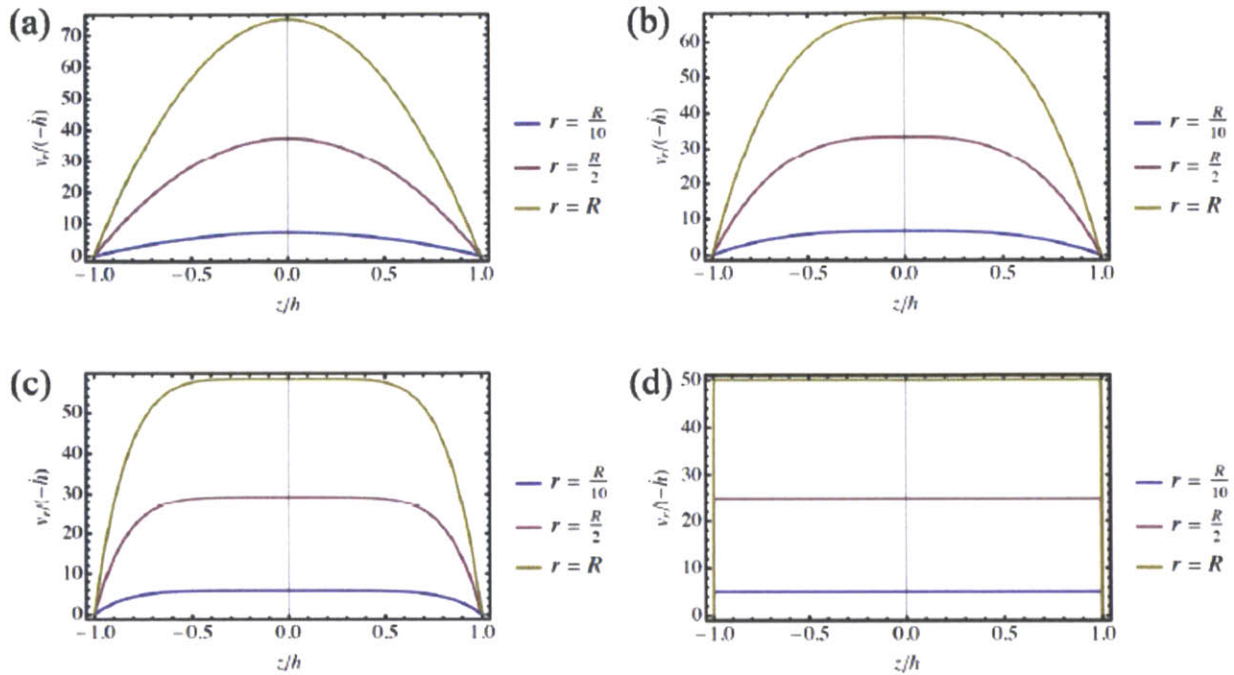 (a)
70
60
50
40
30
20
10
0
v_r/(−ḣ)
−1.0 −0.5 0.0 0.5 1.0
z/h
r = R/10
r = R/2
r = R
(b)
60
50
40
30
20
10
0
v_r/(−ḣ)
−1.0 −0.5 0.0 0.5 1.0
z/h
r = R/10
r = R/2
r = R
(c)
50
40
30
20
10
0
v_r/(−ḣ)
−1.0 −0.5 0.0 0.5 1.0
z/h
r = R/10
r = R/2
r = R
(d)
50
40
30
20
10
0
v_r/(−ḣ)
−1.0 −0.5 0.0 0.5 1.0
z/h
r = R/10
r = R/2
r = R